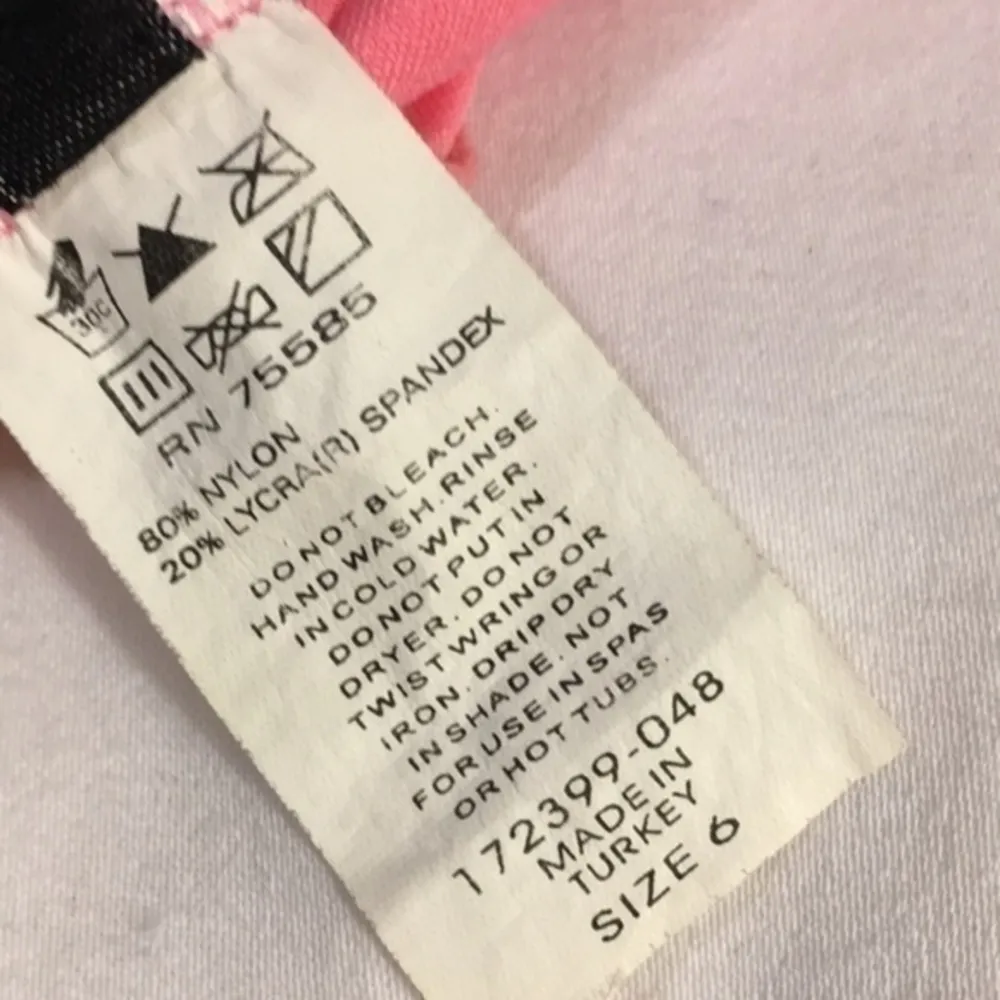 30C
RN 75585
80% NYLON
20% LYCRA(R) SPANDEX
DO NOT BLEACH.
HAND WASH. RINSE
IN COLD WATER.
DO NOT PUT IN
DRYER. DO NOT
TWIST WRING OR
IRON. DRIP DRY
IN SHADE. NOT
FOR USE IN SPAS
OR HOT TUBS.
172399-048
MADE IN
TURKEY
SIZE 6